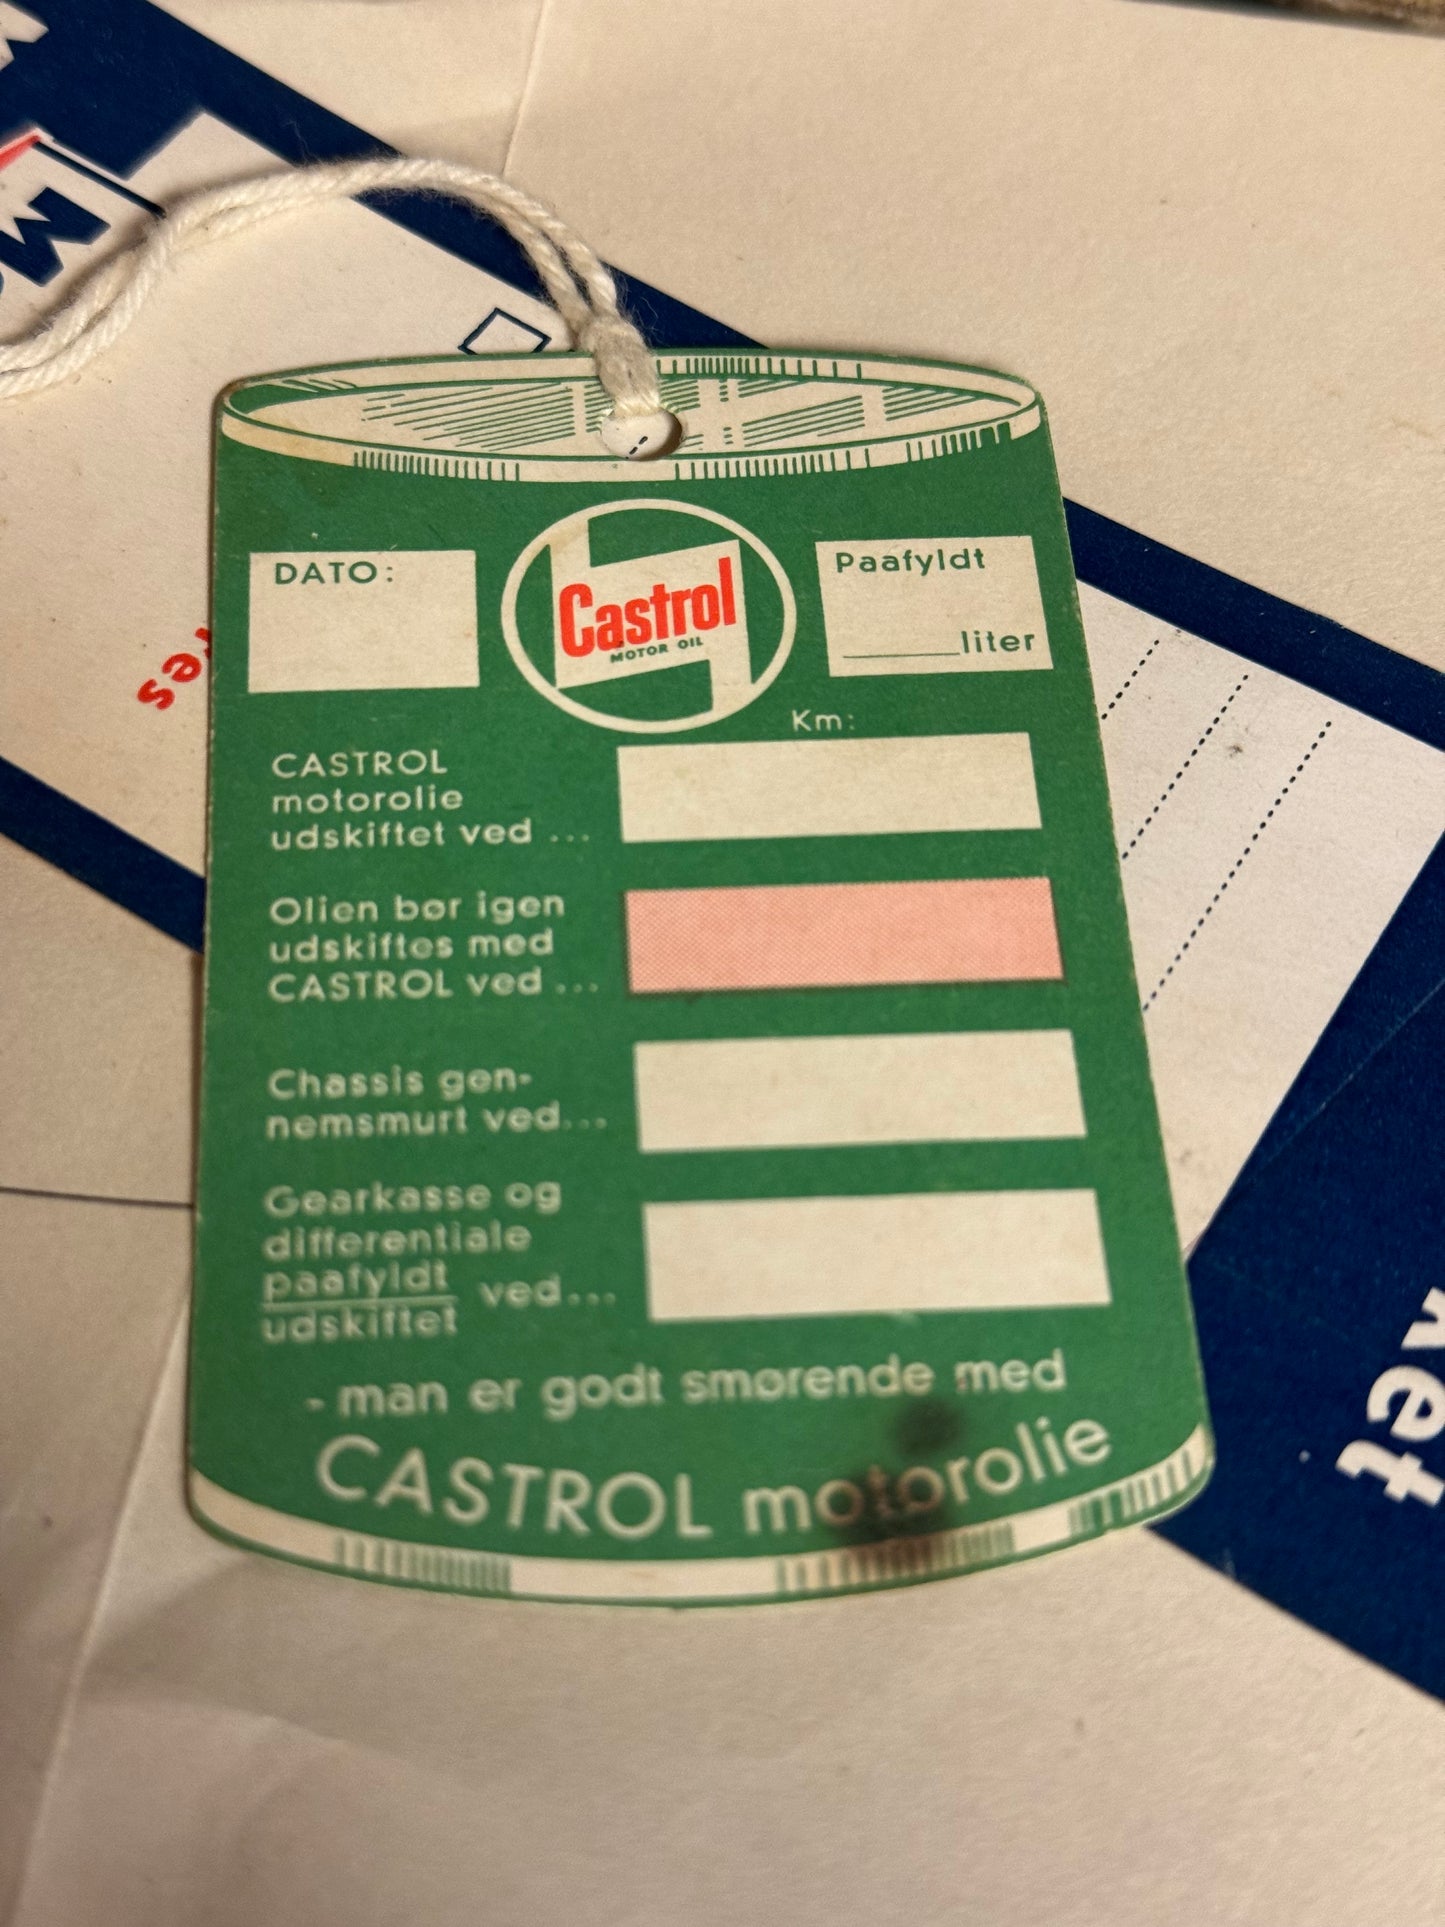 DATO:
Castrol
MOTOR OIL
Paafyldt
liter
Km:
CASTROL
motorolie
udskiftet ved ...
Olien bør igen
udskiftes med
CASTROL ved ...
Chassis gen-
nemsmurt ved...
Gearkasse og
differentiale
paafyldt
ved...
udskiftet
- man er godt smørende med
CASTROL motorolie